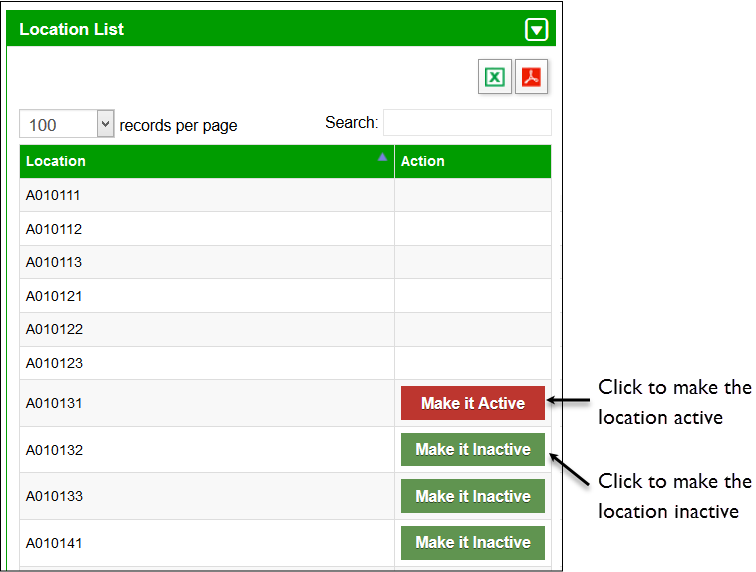 Location List
100 records per page Search:
Location Action
A010111
A010112
A010113
A010121
A010122
A010123
A010131 Make it Active
Click to make the
location active
A010132 Make it Inactive
Click to make the
location inactive
A010133 Make it Inactive
A010141 Make it Inactive